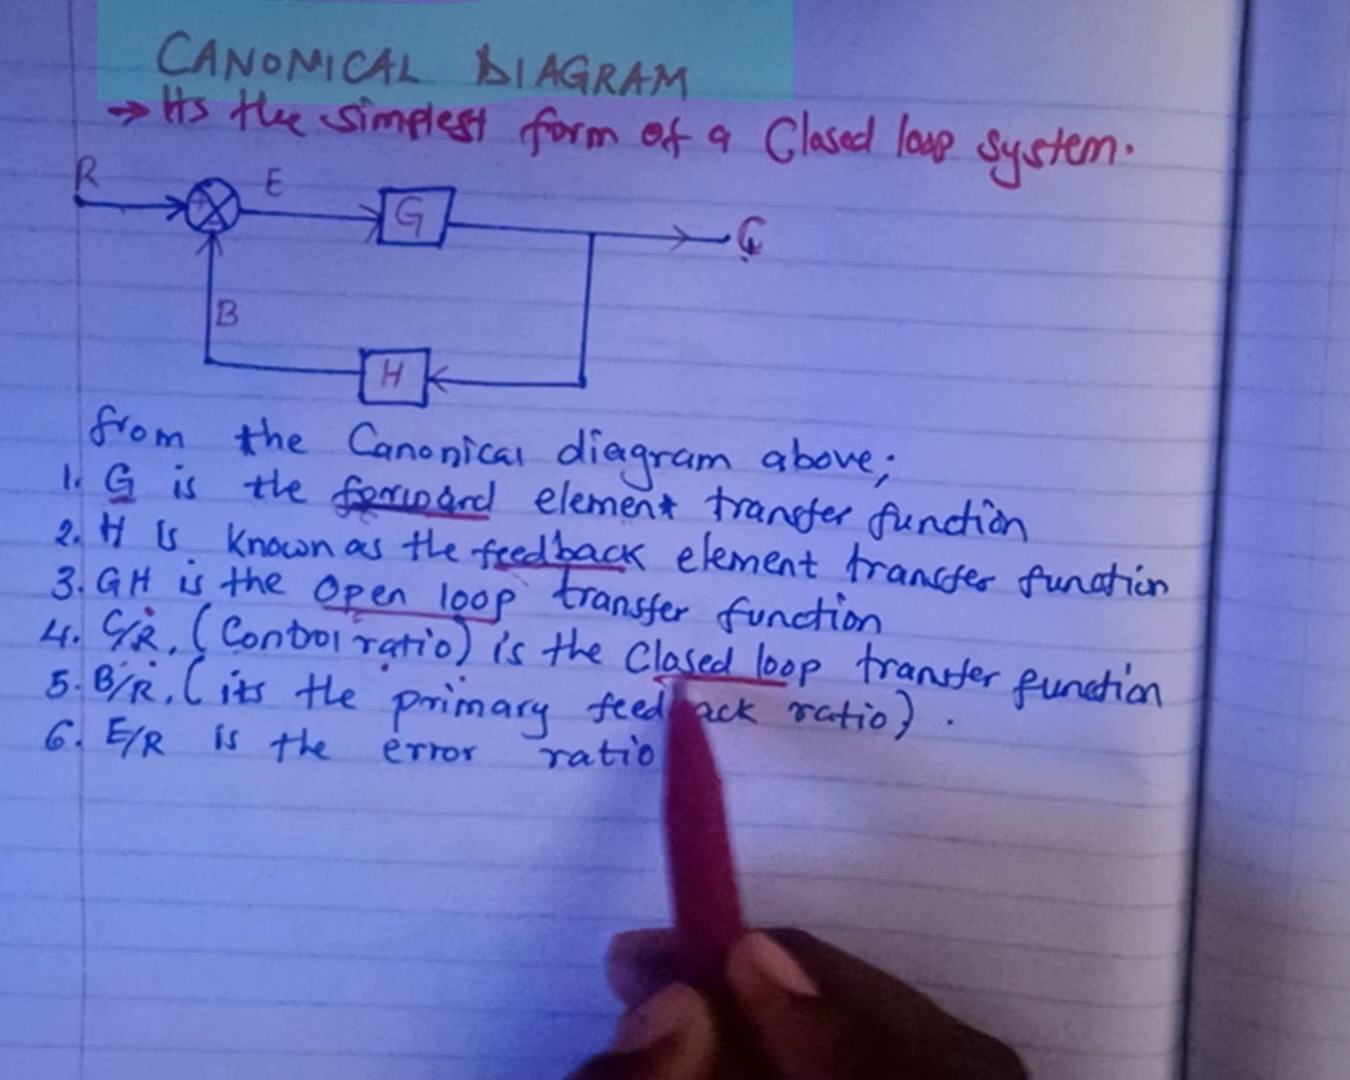 CANONICAL DIAGRAM
→ Its the simplest form of a Closed loop system.
R
E
G
C
B
H
from the Canonical diagram above;
1. G is the forward element transfer function
2. H is known as the feedback element transfer function
3. GH is the Open loop transfer function
4. C/R, (Control ratio) is the Closed loop transfer function
5. B/R, (its the primary feedback ratio).
6. E/R is the error ratio